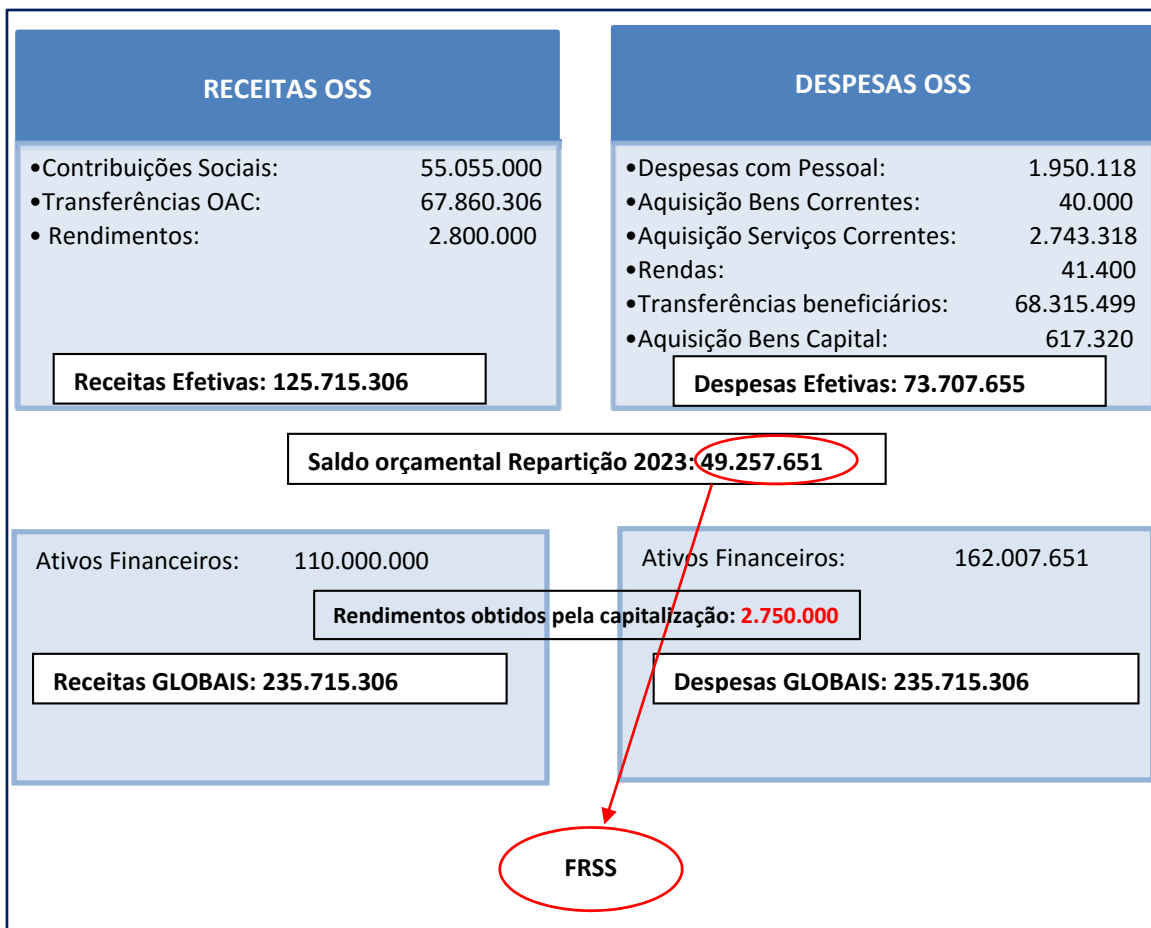 RECEITAS OSS
•Contribuições Sociais: 55.055.000
•Transferências OAC: 67.860.306
• Rendimentos: 2.800.000
Receitas Efetivas: 125.715.306
DESPESAS OSS
•Despesas com Pessoal: 1.950.118
•Aquisição Bens Correntes: 40.000
•Aquisição Serviços Correntes: 2.743.318
•Rendas: 41.400
•Transferências beneficiários: 68.315.499
•Aquisição Bens Capital: 617.320
Despesas Efetivas: 73.707.655
Saldo orçamental Repartição 2023: 49.257.651
Ativos Financeiros: 110.000.000
Ativos Financeiros: 162.007.651
Rendimentos obtidos pela capitalização: 2.750.000
Receitas GLOBAIS: 235.715.306
Despesas GLOBAIS: 235.715.306
FRSS